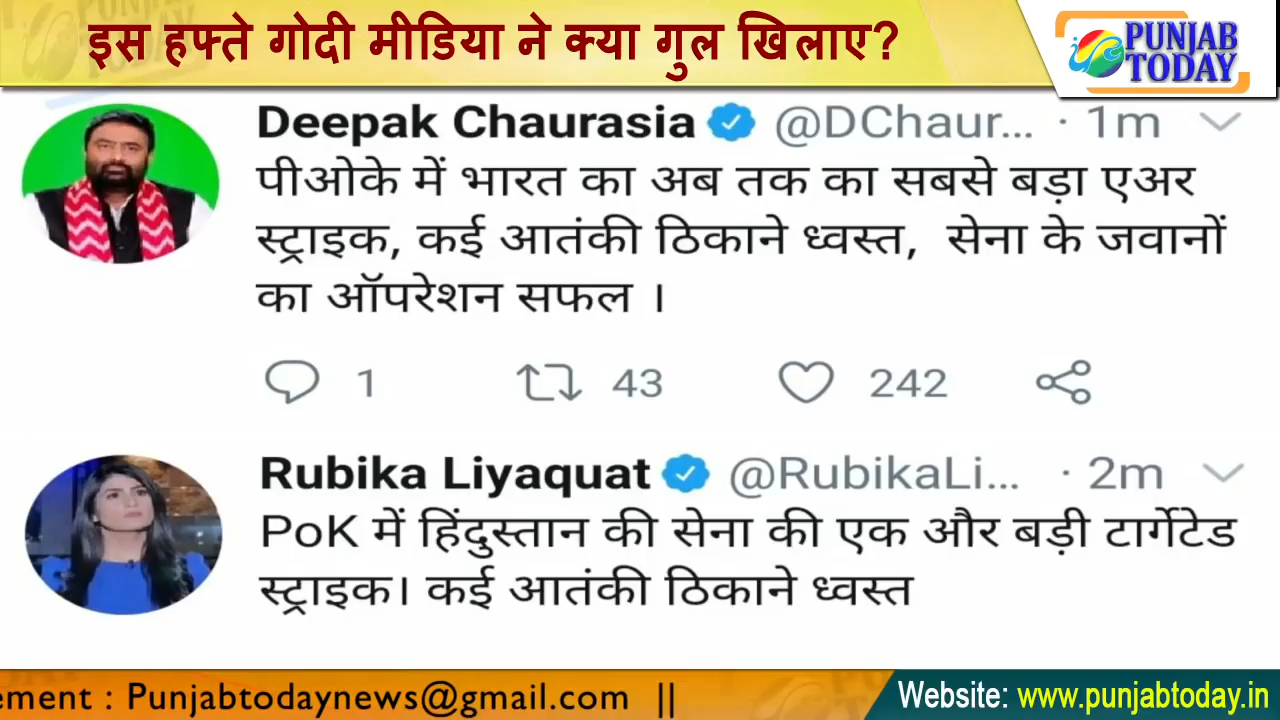 इस हफ्ते गोदी मीडिया ने क्या गुल खिलाए?
PUNJAB
TODAY
Deepak Chaurasia @DChaur... · 1m
पीओके में भारत का अब तक का सबसे बड़ा एअर
स्ट्राइक, कई आतंकी ठिकाने ध्वस्त, सेना के जवानों
का ऑपरेशन सफल ।
1 43 242
Rubika Liyaquat @RubikaLi... · 2m
PoK में हिंदुस्तान की सेना की एक और बड़ी टार्गेटेड
स्ट्राइक। कई आतंकी ठिकाने ध्वस्त
ement : Punjabtodaynews@gmail.com ||
Website: www.punjabtoday.in